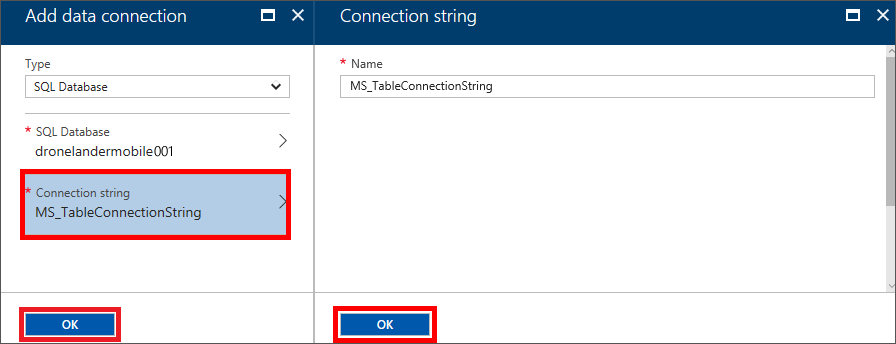 Add data connection
Type
SQL Database
* SQL Database
dronelandermobile001
* Connection string
MS_TableConnectionString
OK
Connection string
* Name
MS_TableConnectionString
OK